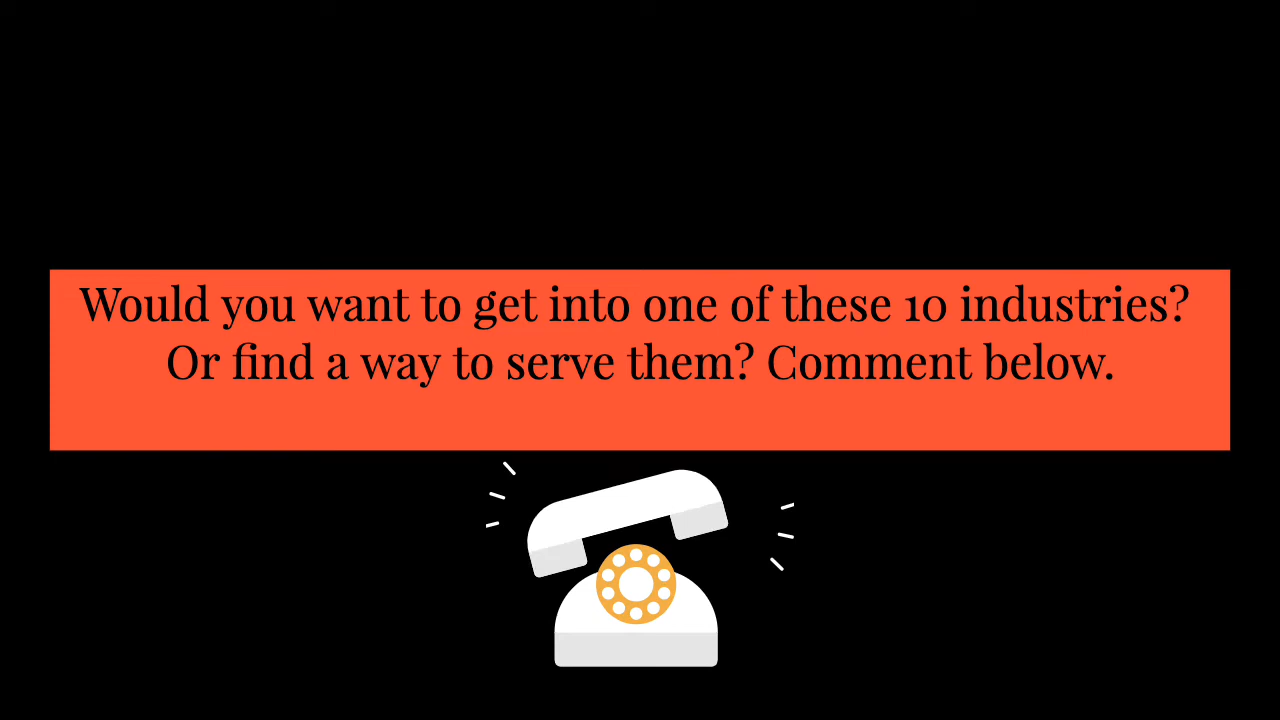 Would you want to get into one of these 10 industries?
Or find a way to serve them? Comment below.